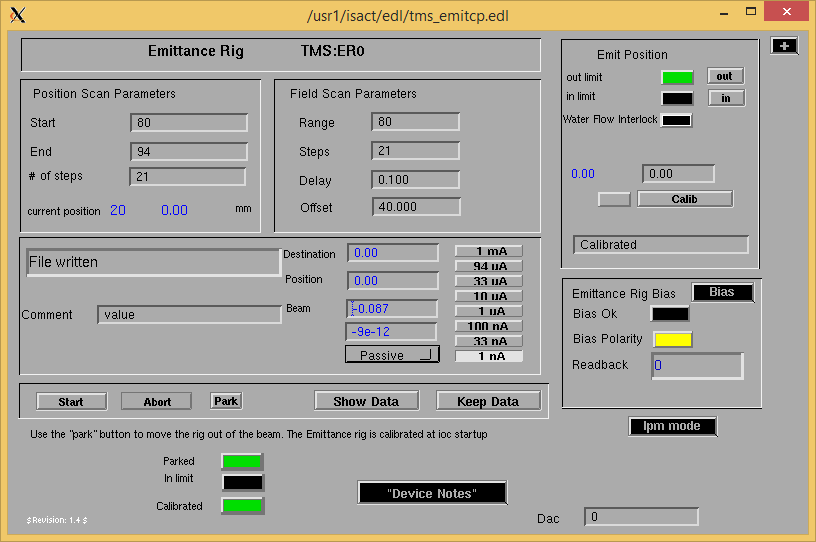 /usr1/isact/edl/tms_emitcp.edl
Emittance Rig TMS:ER0
Position Scan Parameters
Start 80
End 94
# of steps 21
current position 20 0.00 mm
Field Scan Parameters
Range 80
Steps 21
Delay 0.100
Offset 40.000
Emit Position
out limit out
in limit in
Water Flow Interlock
0.00 0.00
Calib
Calibrated
File written
Comment value
Destination 0.00
Position 0.00
Beam -0.087
-9e-12
Passive
1 mA
94 uA
33 uA
10 uA
1 uA
100 nA
33 nA
1 nA
Emittance Rig Bias Bias
Bias Ok
Bias Polarity
Readback 0
Start Abort Park Show Data Keep Data
Ipm mode
Use the "park" button to move the rig out of the beam. The Emittance rig is calibrated at ioc startup
Parked
In limit
Calibrated
"Device Notes"
Dac 0
$Revision: 1.4 $